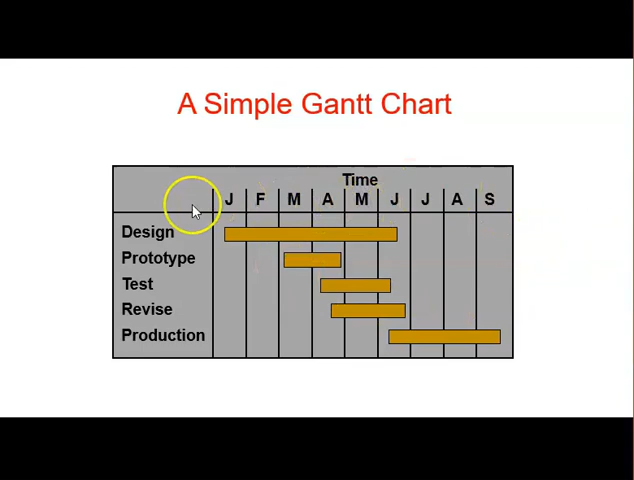 A Simple Gantt Chart
Time
J F M A M J J A S
Design
Prototype
Test
Revise
Production